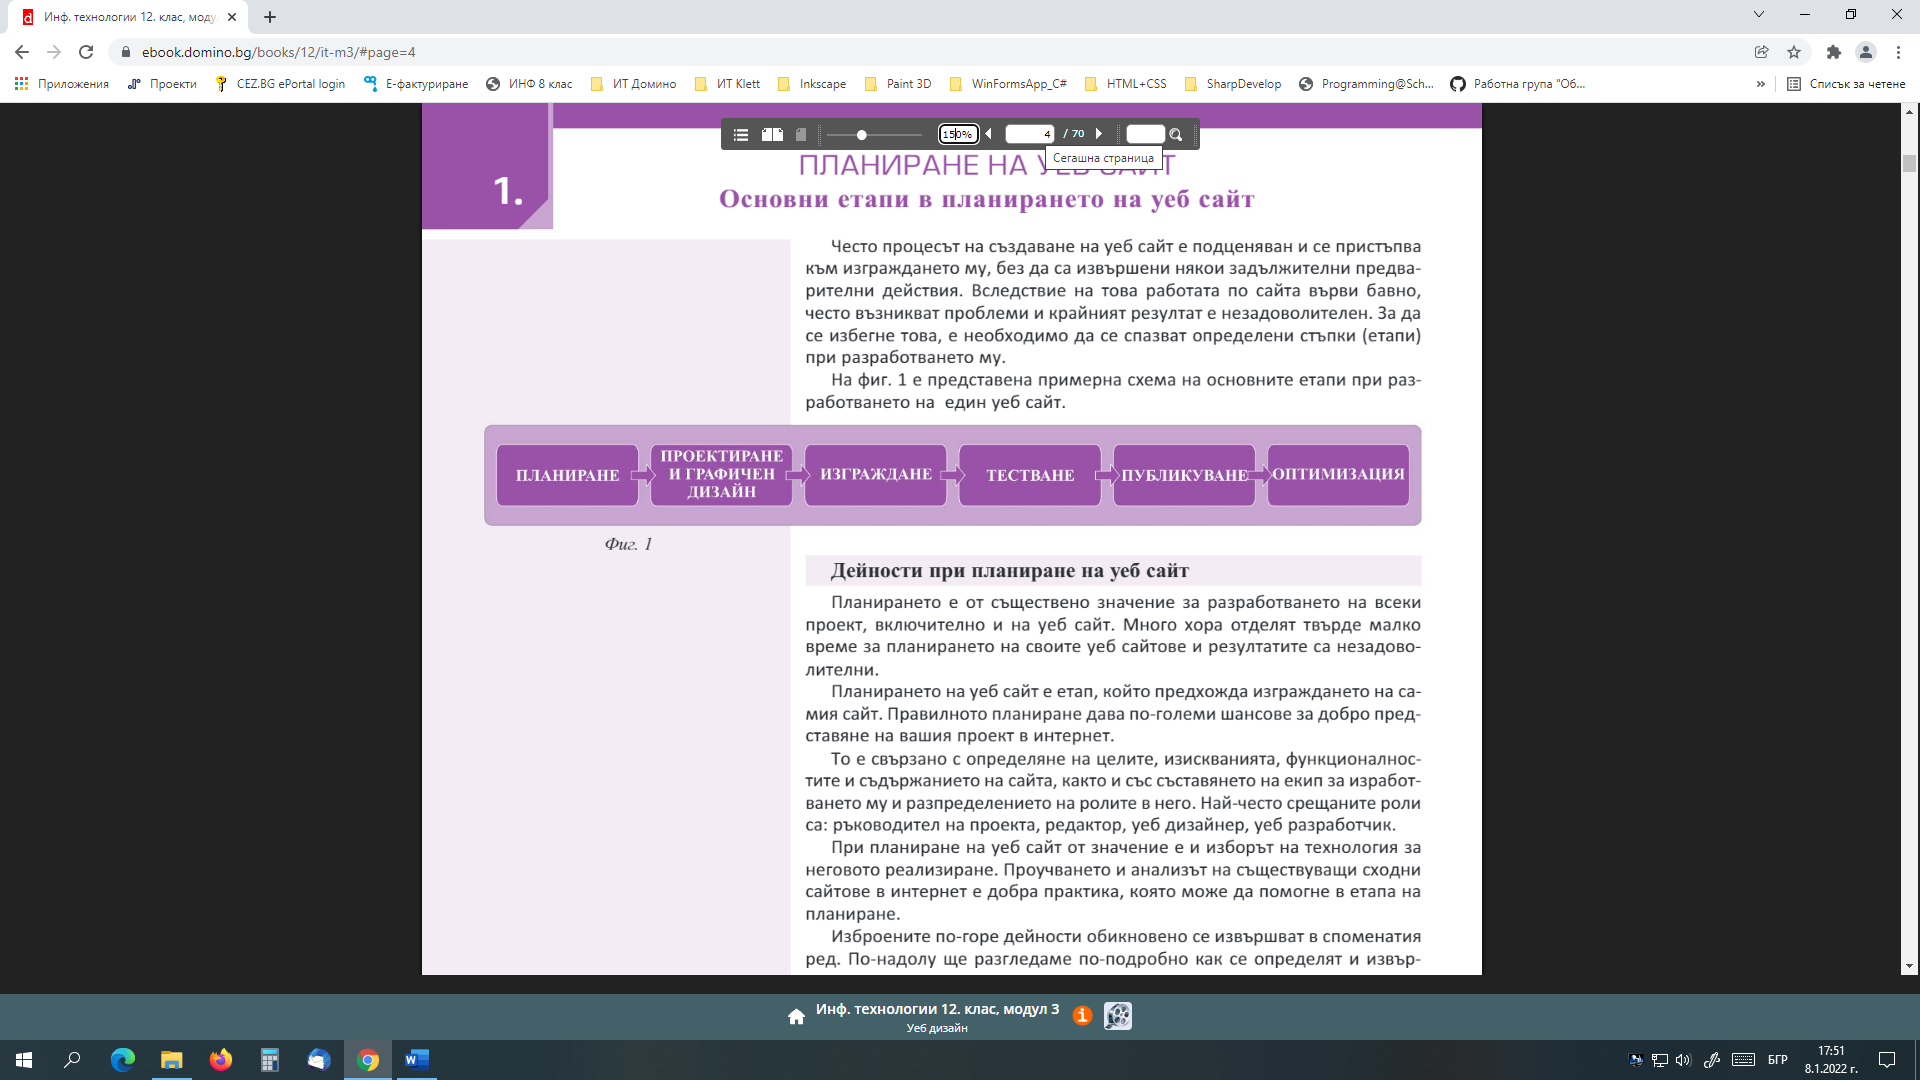 Инф. технологии 12. клас, моду
ebook.domino.bg/books/12/it-m3/#page=4
Приложения Проекти CEZ.BG ePortal login Е-фактуриране ИНФ 8 клас ИТ Домино ИТ Klett Inkscape Paint 3D WinFormsApp_C# HTML+CSS SharpDevelop Programming@Sch... Работна група "Об... » Списък за четене
150% 4 / 70
Сегашна страница
1.
ПЛАНИРАНЕ НА УЕБ САЙТ
Основни етапи в планирането на уеб сайт
Често процесът на създаване на уеб сайт е подценяван и се пристъпва
към изграждането му, без да са извършени някои задължителни предва-
рителни действия. Вследствие на това работата по сайта върви бавно,
често възникват проблеми и крайният резултат е незадоволителен. За да
се избегне това, е необходимо да се спазват определени стъпки (етапи)
при разработването му.
На фиг. 1 е представена примерна схема на основните етапи при раз-
работването на един уеб сайт.
ПЛАНИРАНЕ
ПРОЕКТИРАНЕ
И ГРАФИЧЕН
ДИЗАЙН
ИЗГРАЖДАНЕ
ТЕСТВАНЕ
ПУБЛИКУВАНЕ
ОПТИМИЗАЦИЯ
Фиг. 1
Дейности при планиране на уеб сайт
Планирането е от съществено значение за разработването на всеки
проект, включително и на уеб сайт. Много хора отделят твърде малко
време за планирането на своите уеб сайтове и резултатите са незадово-
лителни.
Планирането на уеб сайт е етап, който предхожда изграждането на са-
мия сайт. Правилното планиране дава по-големи шансове за добро пред-
ставяне на вашия проект в интернет.
То е свързано с определяне на целите, изискванията, функционалнос-
тите и съдържанието на сайта, както и със съставянето на екип за изработ-
ването му и разпределението на ролите в него. Най-често срещаните роли
са: ръководител на проекта, редактор, уеб дизайнер, уеб разработчик.
При планиране на уеб сайт от значение е и изборът на технология за
неговото реализиране. Проучването и анализът на съществуващи сходни
сайтове в интернет е добра практика, която може да помогне в етапа на
планиране.
Изброените по-горе дейности обикновено се извършват в споменатия
ред. По-надолу ще разгледаме по-подробно как се определят и извър-
Инф. технологии 12. клас, модул 3
Уеб дизайн
БГР
17:51
8.1.2022 г.